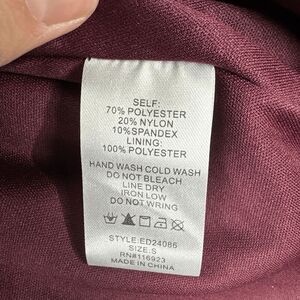 SELF:
70% POLYESTER
20% NYLON
10%SPANDEX
LINING:
100% POLYESTER
HAND WASH COLD WASH
DO NOT BLEACH
LINE DRY
IRON LOW
DO NOT WRING
STYLE:ED24086
SIZE:S
RN#116923
MADE IN CHINA